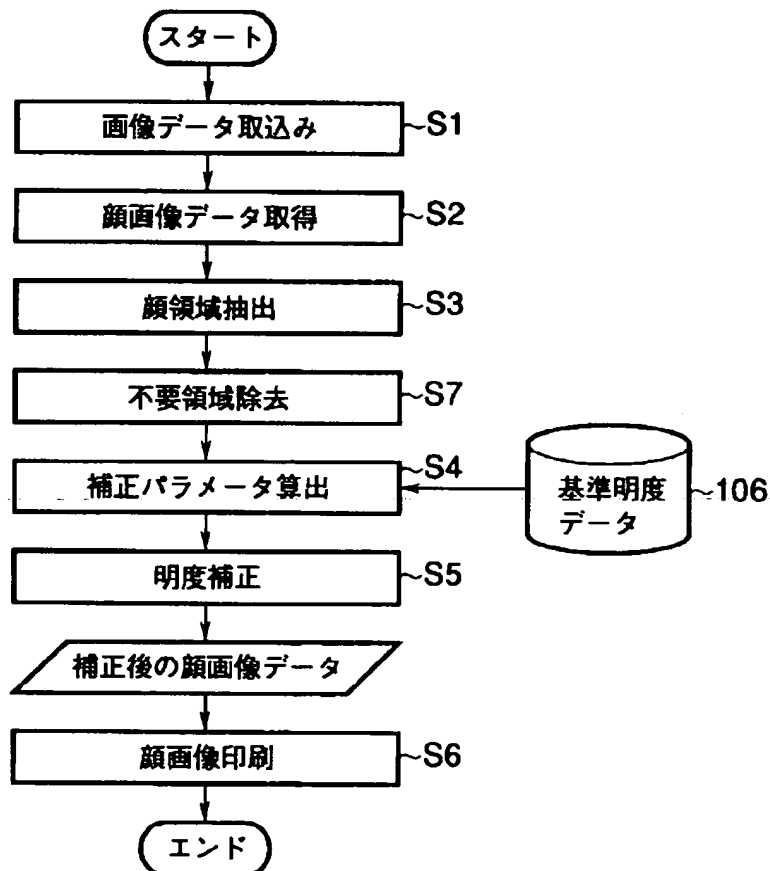 スタート
画像データ取込み
S1
顔画像データ取得
S2
顔領域抽出
S3
不要領域除去
S7
補正パラメータ算出
S4
基準明度
データ
106
明度補正
S5
補正後の顔画像データ
顔画像印刷
S6
エンド